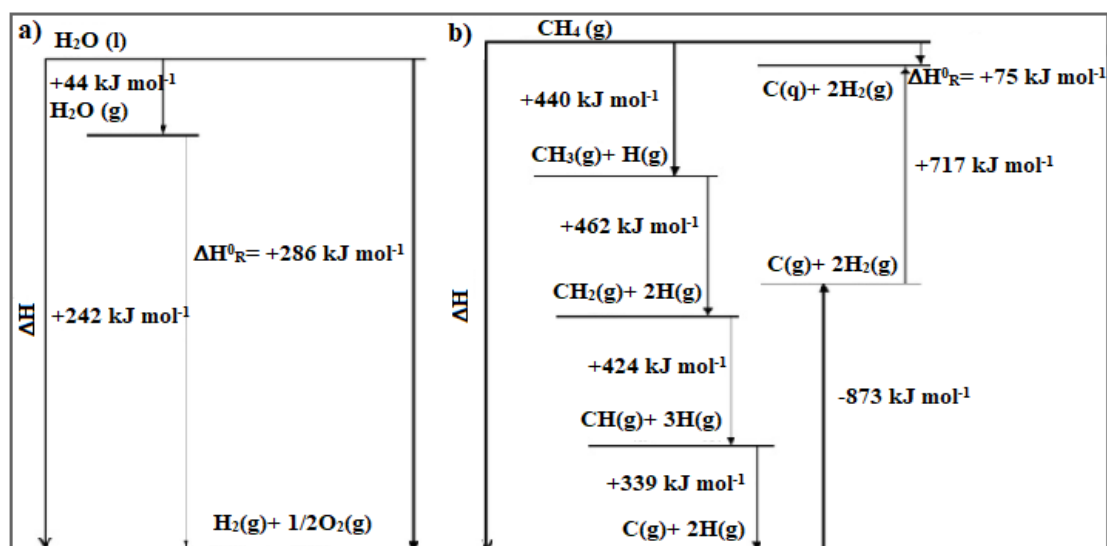 a)
H₂O (l)
+44 kJ mol⁻¹
H₂O (g)
ΔH⁰R= +286 kJ mol⁻¹
ΔH
+242 kJ mol⁻¹
H₂(g)+ 1/2O₂(g)
b)
CH₄ (g)
ΔH⁰R= +75 kJ mol⁻¹
C(q)+ 2H₂(g)
+440 kJ mol⁻¹
CH₃(g)+ H(g)
+717 kJ mol⁻¹
+462 kJ mol⁻¹
C(g)+ 2H₂(g)
CH₂(g)+ 2H(g)
ΔH
+424 kJ mol⁻¹
-873 kJ mol⁻¹
CH(g)+ 3H(g)
+339 kJ mol⁻¹
C(g)+ 2H(g)